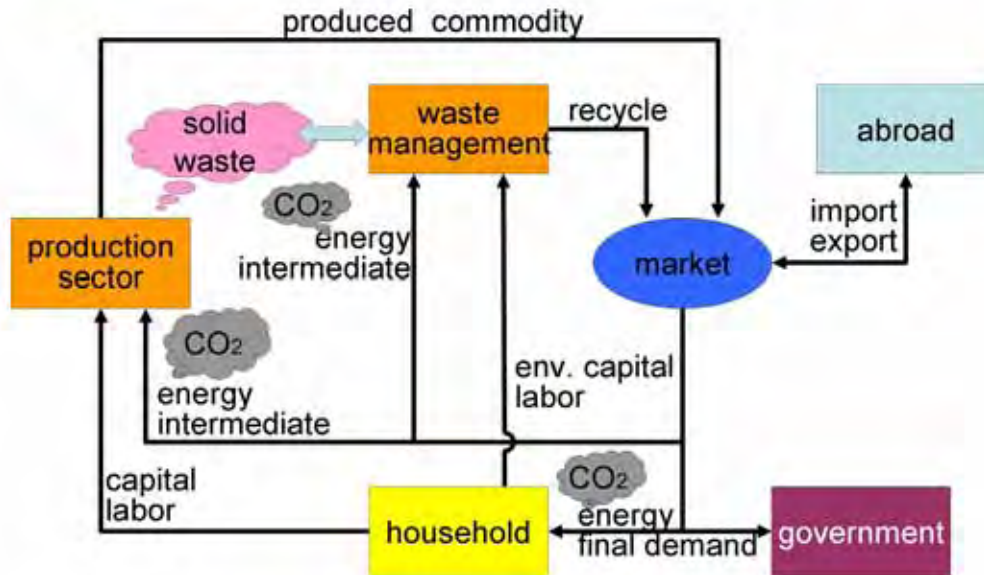 produced commodity
solid
waste
waste
management
recycle
abroad
CO2
energy
intermediate
import
export
production
sector
market
CO2
env. capital
labor
energy
intermediate
capital
labor
CO2
household
energy
final demand
government